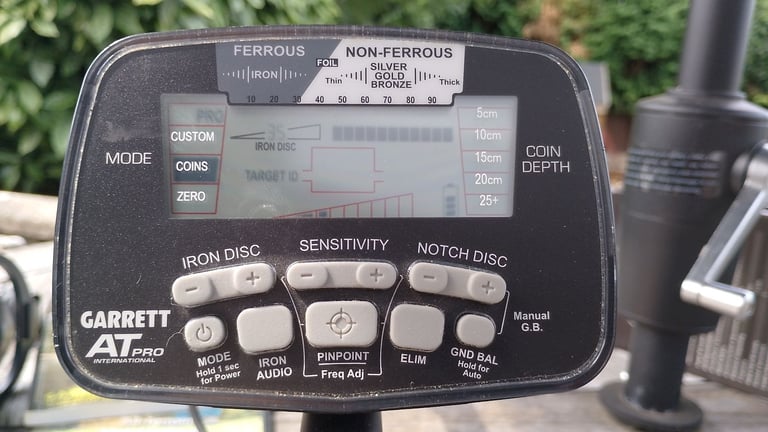 FERROUS
NON-FERROUS
IRON
FOIL
Thin
SILVER
GOLD
BRONZE
Thick
10 20 30 40 50 60 70 80 90
PRO
CUSTOM
COINS
ZERO
MODE
35
IRON DISC
TARGET ID
5cm
10cm
15cm
20cm
25+
COIN
DEPTH
IRON DISC
SENSITIVITY
NOTCH DISC
- +
- +
- +
GARRETT
AT PRO
INTERNATIONAL
MODE
Hold 1 sec
for Power
IRON
AUDIO
PINPOINT
Freq Adj
ELIM
GND BAL
Hold for
Auto
Manual
G.B.